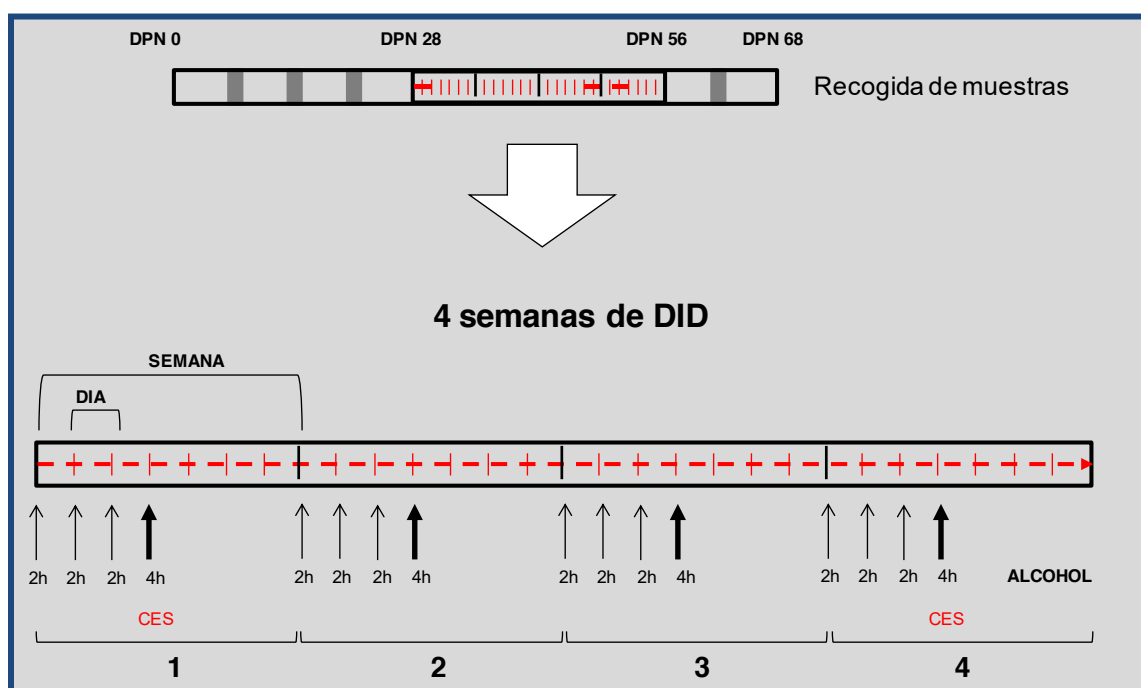 DPN 0 DPN 28 DPN 56 DPN 68
Recogida de muestras
4 semanas de DID
SEMANA
DIA
2h 2h 2h 4h 2h 2h 2h 4h 2h 2h 2h 4h 2h 2h 2h 4h ALCOHOL
CES CES
1 2 3 4